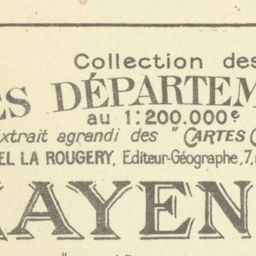 Collection des
ES DÉPARTEM
au 1:200.000e
xtrait agrandi des "CARTES C
EL LA ROUGERY, Editeur-Géographe, 7,
AYEN